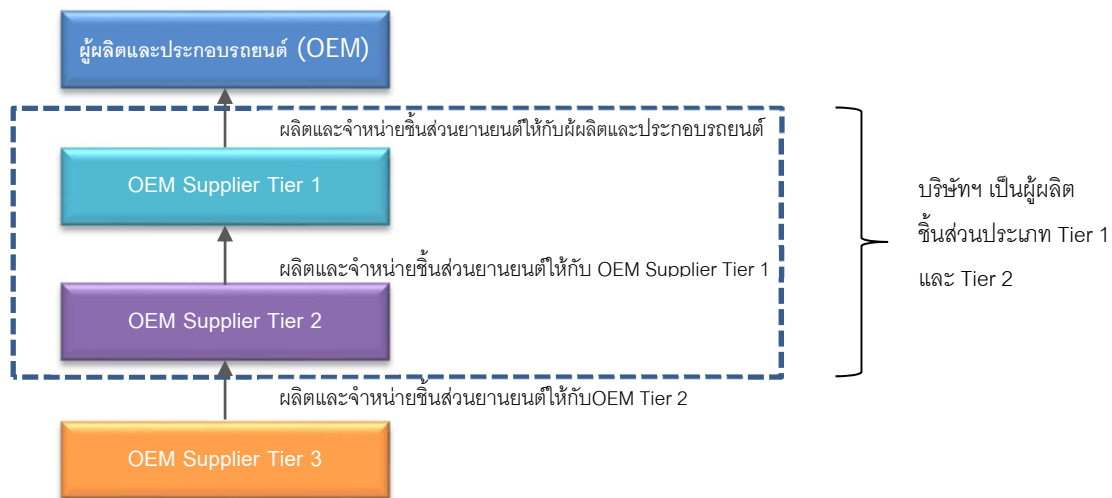 ผู้ผลิตและประกอบรถยนต์ (OEM)
ผลิตและจำหน่ายชิ้นส่วนยานยนต์ให้กับผ้ผลิตและประกอบรถยนต์
OEM Supplier Tier 1
บริษัทฯ เป็นผู้ผลิต
ชิ้นส่วนประเภท Tier 1
และ Tier 2
ผลิตและจำหน่ายชิ้นส่วนยานยนต์ให้กับ OEM Supplier Tier 1
OEM Supplier Tier 2
ผลิตและจำหน่ายชิ้นส่วนยานยนต์ให้กับOEM Tier 2
OEM Supplier Tier 3